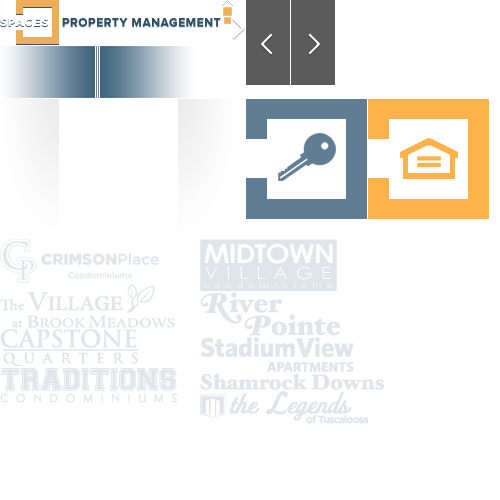 SPACES PROPERTY MANAGEMENT
CP CRIMSONPlace
Condominiums
The VILLAGE
at BROOK MEADOWS
CAPSTONE
QUARTERS
TRADITIONS
CONDOMINIUMS
MIDTOWN
VILLAGE
condominiums
River
Pointe
StadiumView
APARTMENTS
Shamrock Downs
the Legends
of Tuscaloosa